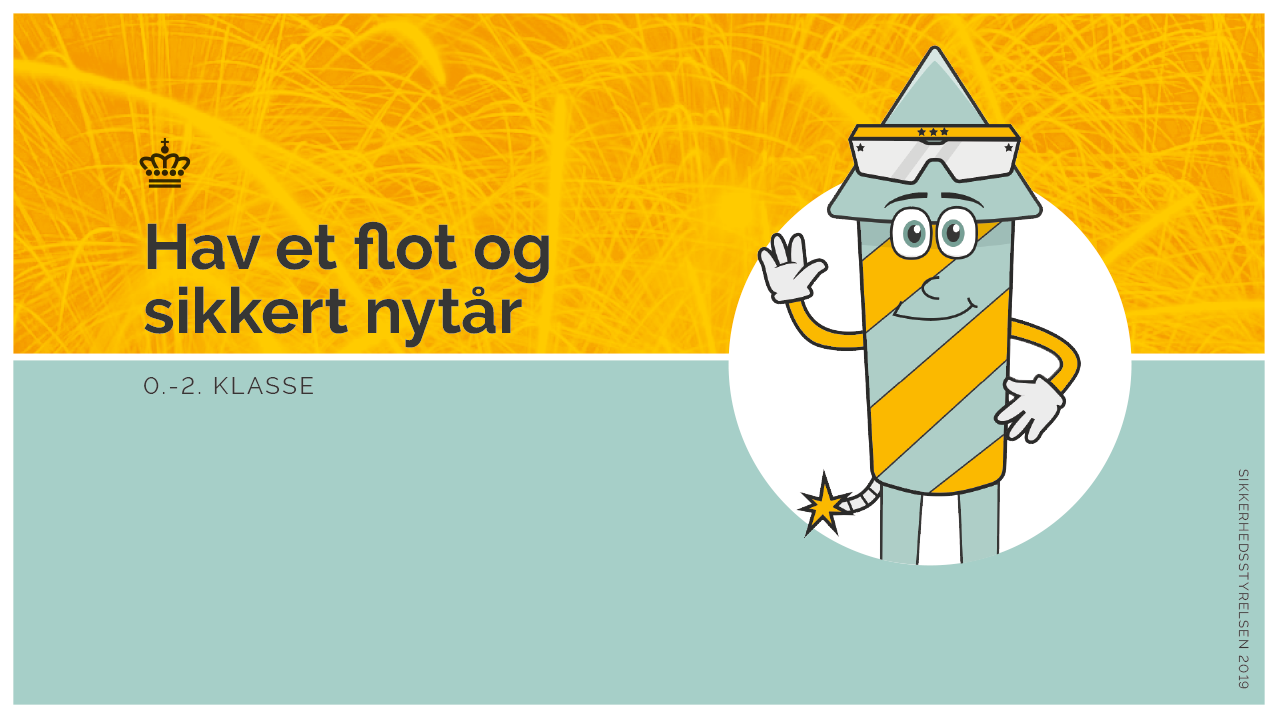 Hav et flot og
sikkert nytår
0.-2. KLASSE
SIKKERHEDSSTYRELSEN 2019